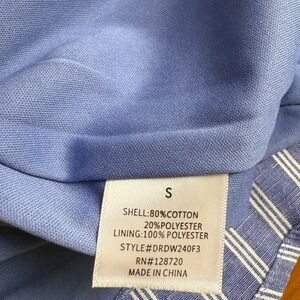 S
SHELL:80%COTTON
20%POLYESTER
LINING:100% POLYESTER
STYLE#DRDW240F3
RN#128720
MADE IN CHINA